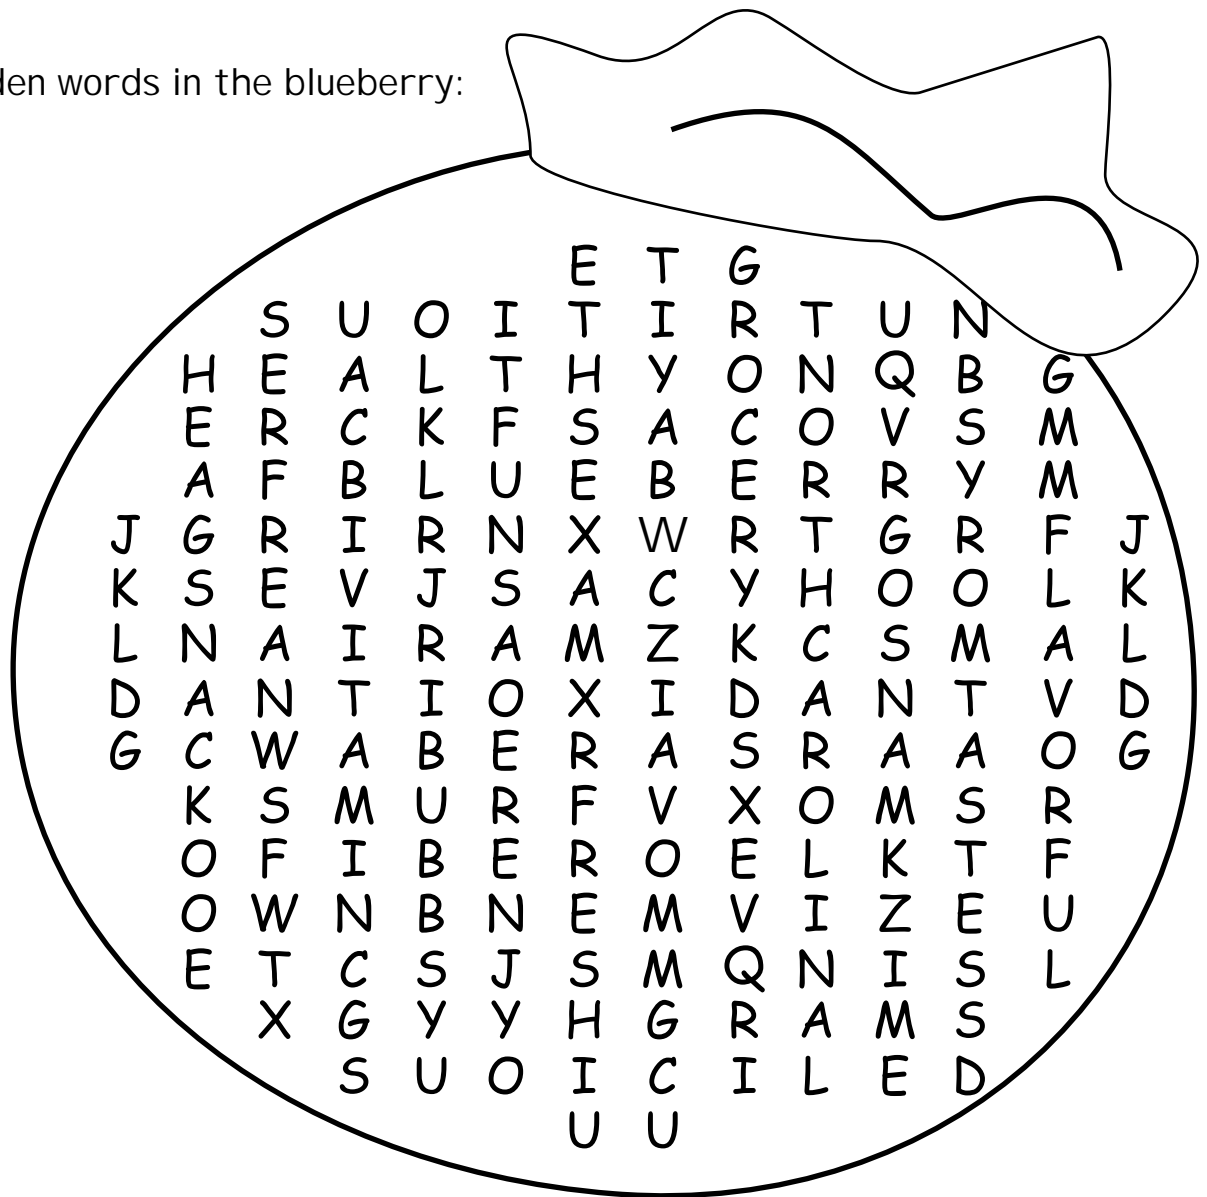 den words in the blueberry:
E T G
S U O I T I R T U N
H E A L T H Y O N Q B G
E R C K F S A C O V S M
A F B L U E B E R R Y M
J G R I R N X W R T G R F J
K S E V J S A C Y H O O L K
L N A I R A M Z K C S M A L
D A N T I O X I D A N T V D
G C W A B E R A S R A A O G
K S M U R F V X O M S R
O F I B E R O E L K T F
O W N B N E M V I Z E U
E T C S J S M Q N I S L
X G Y Y H G R A M S
S U O I C I L E D
U U